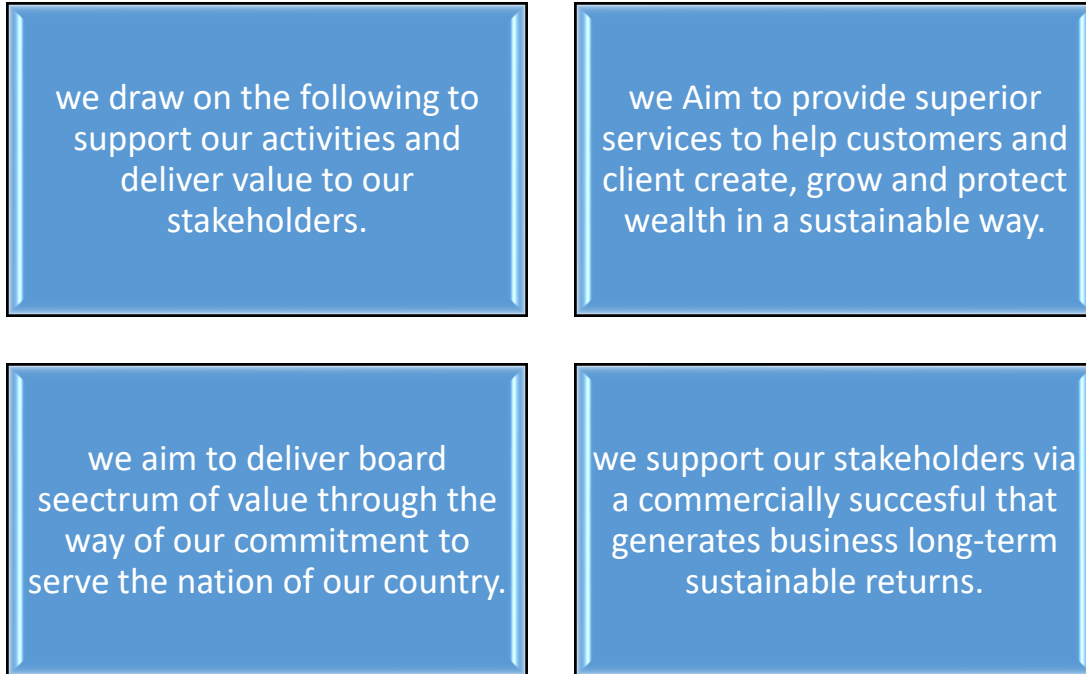 we draw on the following to
support our activities and
deliver value to our
stakeholders.
we Aim to provide superior
services to help customers and
client create, grow and protect
wealth in a sustainable way.
we aim to deliver board
seectrum of value through the
way of our commitment to
serve the nation of our country.
we support our stakeholders via
a commercially succesful that
generates business long-term
sustainable returns.